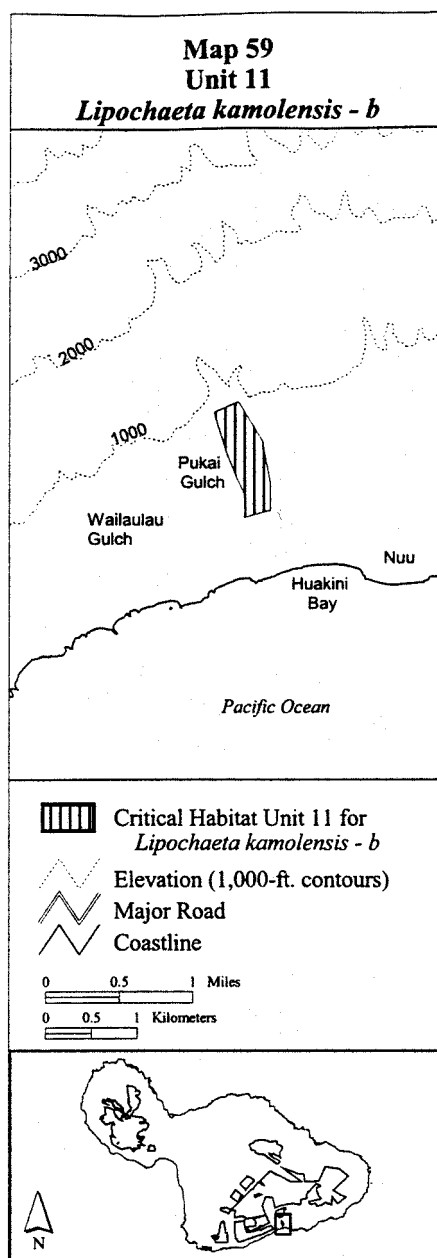 Map 59
Unit 11
Lipochaeta kamolensis - b
3000
2000
1000
Pukai
Gulch
Wailaulau
Gulch
Nuu
Huakini
Bay
Pacific Ocean
Critical Habitat Unit 11 for
Lipochaeta kamolensis - b
Elevation (1,000-ft. contours)
Major Road
Coastline
0 0.5 1 Miles
0 0.5 1 Kilometers
N